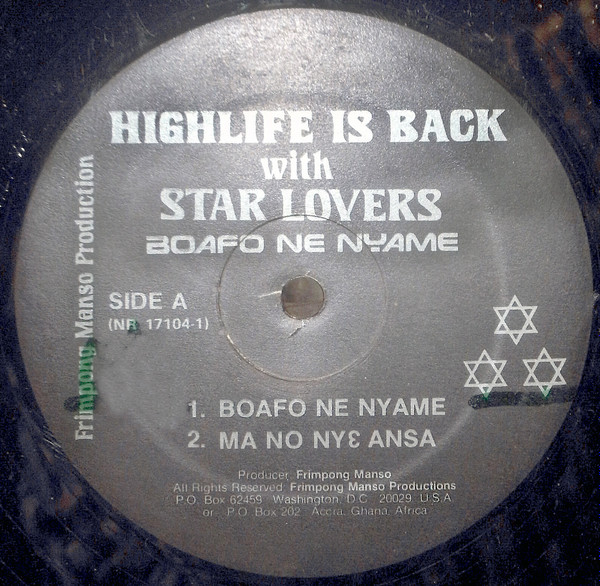 HIGHLIFE IS BACK
with
STAR LOVERS
BOAFO NE NYAME
Frimpong Manso Production
SIDE A
(NR 17104-1)
1. BOAFO NE NYAME
2. MA NO NYƐ ANSA
Producer Frimpong Manso
All Rights Reserved Frimpong Manso Productions
P.O. Box 62459 Washington, D.C. 20029 U.S.A.
or P.O. Box 202 Accra, Ghana, Africa